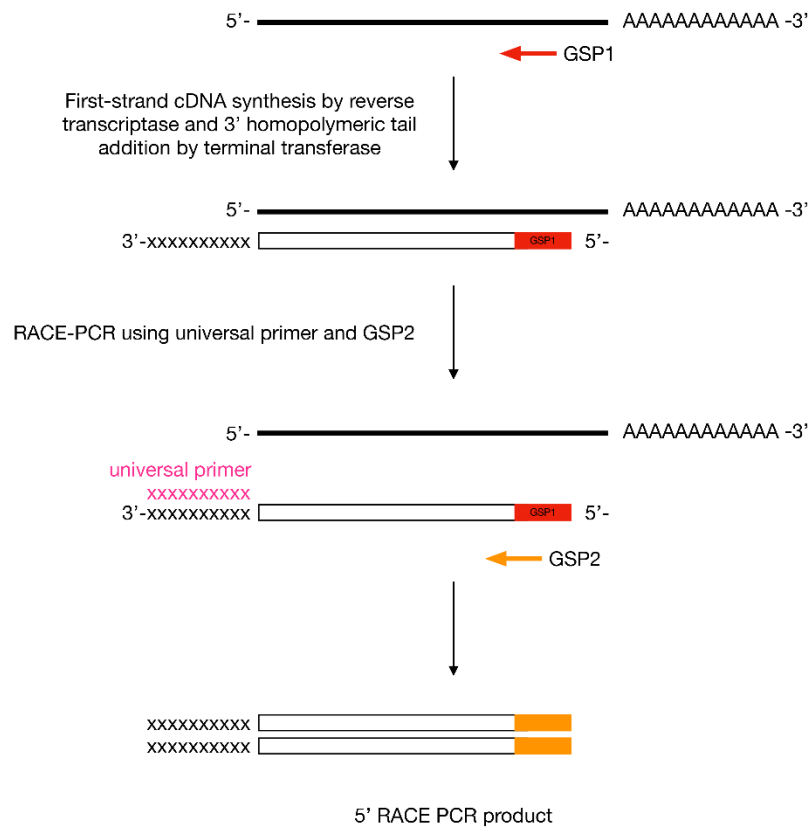 5'- AAAAAAAAAAAA -3'
GSP1
First-strand cDNA synthesis by reverse
transcriptase and 3' homopolymeric tail
addition by terminal transferase
5'- AAAAAAAAAAAA -3'
3'-xxxxxxxxxx GSP1 5'-
RACE-PCR using universal primer and GSP2
5'- AAAAAAAAAAAA -3'
universal primer
xxxxxxxxxx
3'-xxxxxxxxxx GSP1 5'-
GSP2
xxxxxxxxxx
xxxxxxxxxx
5' RACE PCR product